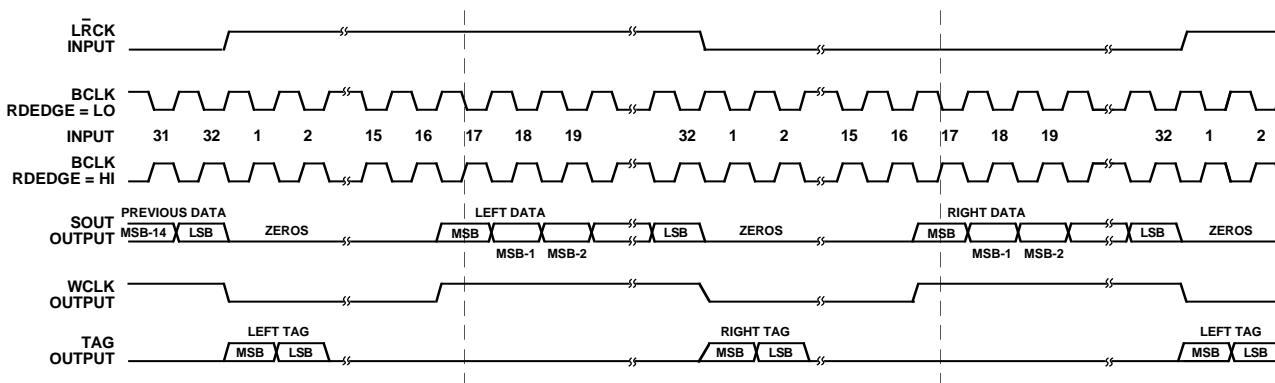 LRCK
INPUT
BCLK
RDEDGE = LO
INPUT 31 32 1 2 15 16 17 18 19 32 1 2 15 16 17 18 19 32 1 2
BCLK
RDEDGE = HI
PREVIOUS DATA LEFT DATA RIGHT DATA
SOUT
OUTPUT
MSB-14 LSB ZEROS MSB LSB ZEROS MSB LSB ZEROS
MSB-1 MSB-2 MSB-1 MSB-2
WCLK
OUTPUT
LEFT TAG RIGHT TAG LEFT TAG
TAG
OUTPUT
MSB LSB MSB LSB MSB LSB